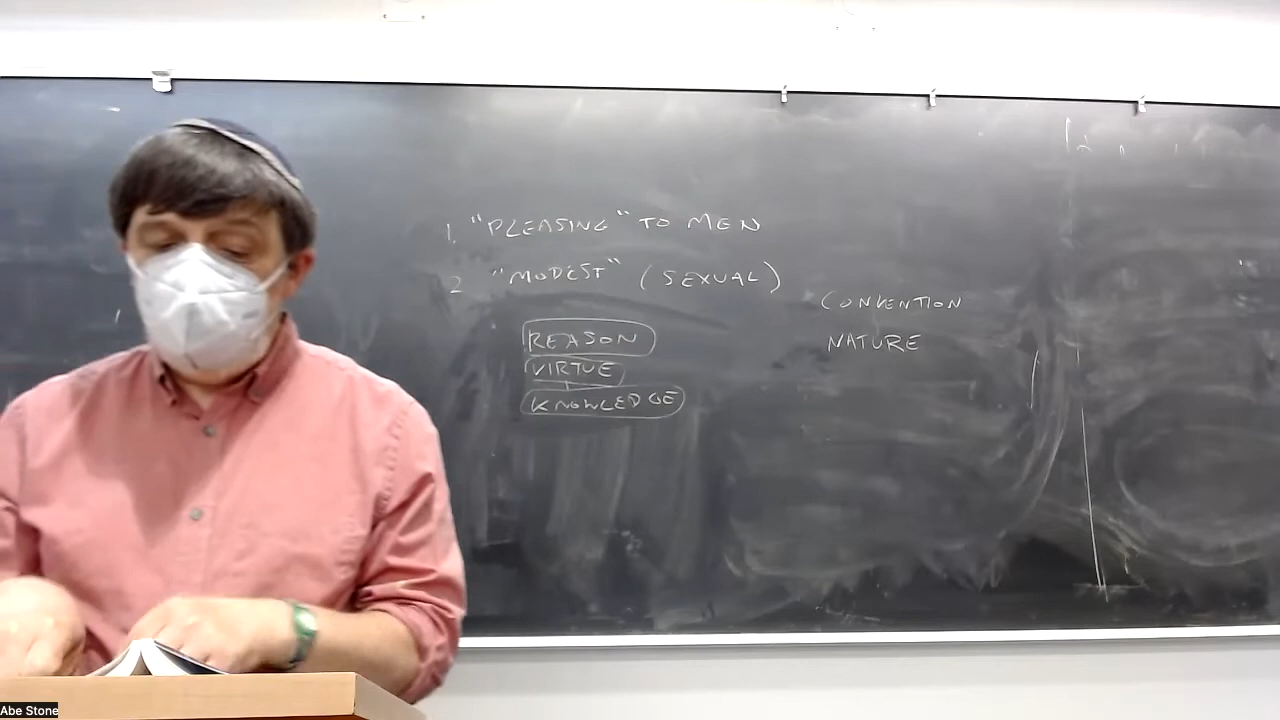 1. "PLEASING" TO MEN
2 "MODEST" (SEXUAL)
CONVENTION
REASON
NATURE
VIRTUE
KNOWLEDGE
Abe Stone